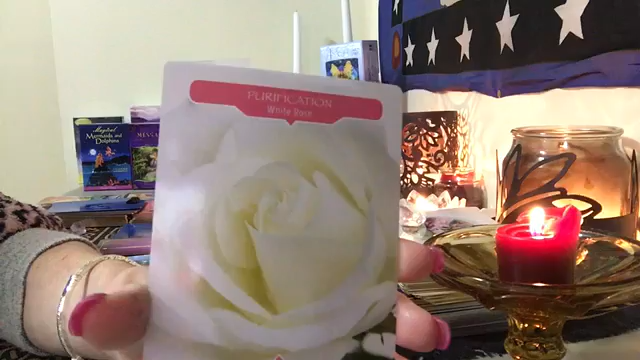 PURIFICATION
White Rose
Magical
Mermaids and
Dolphins